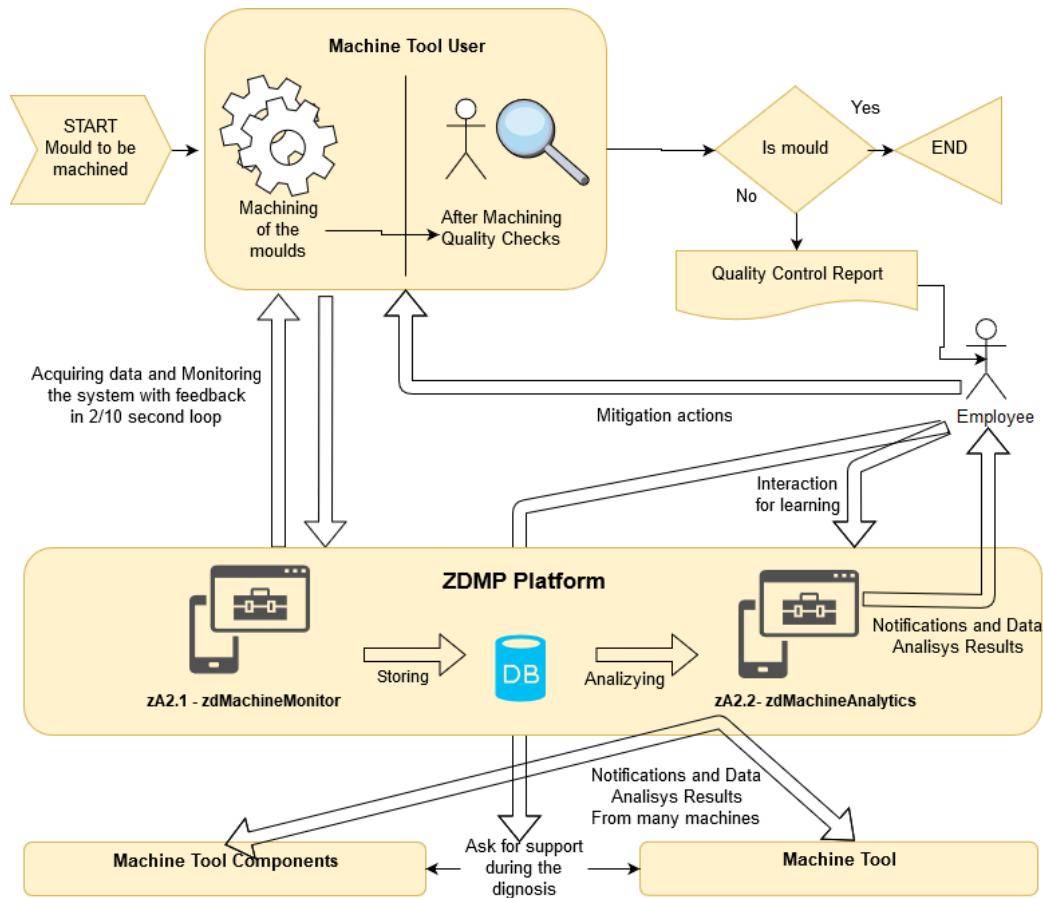 Machine Tool User
START
Mould to be
machined
Machining
of the
moulds
After Machining
Quality Checks
Is mould
Yes
No
END
Quality Control Report
Employee
Acquiring data and Monitoring
the system with feedback
in 2/10 second loop
Mitigation actions
Interaction
for learning
ZDMP Platform
zA2.1 - zdMachineMonitor
Storing
DB
Analizying
zA2.2- zdMachineAnalytics
Notifications and Data
Analisys Results
Notifications and Data
Analisys Results
From many machines
Machine Tool Components
Ask for support
during the
dignosis
Machine Tool